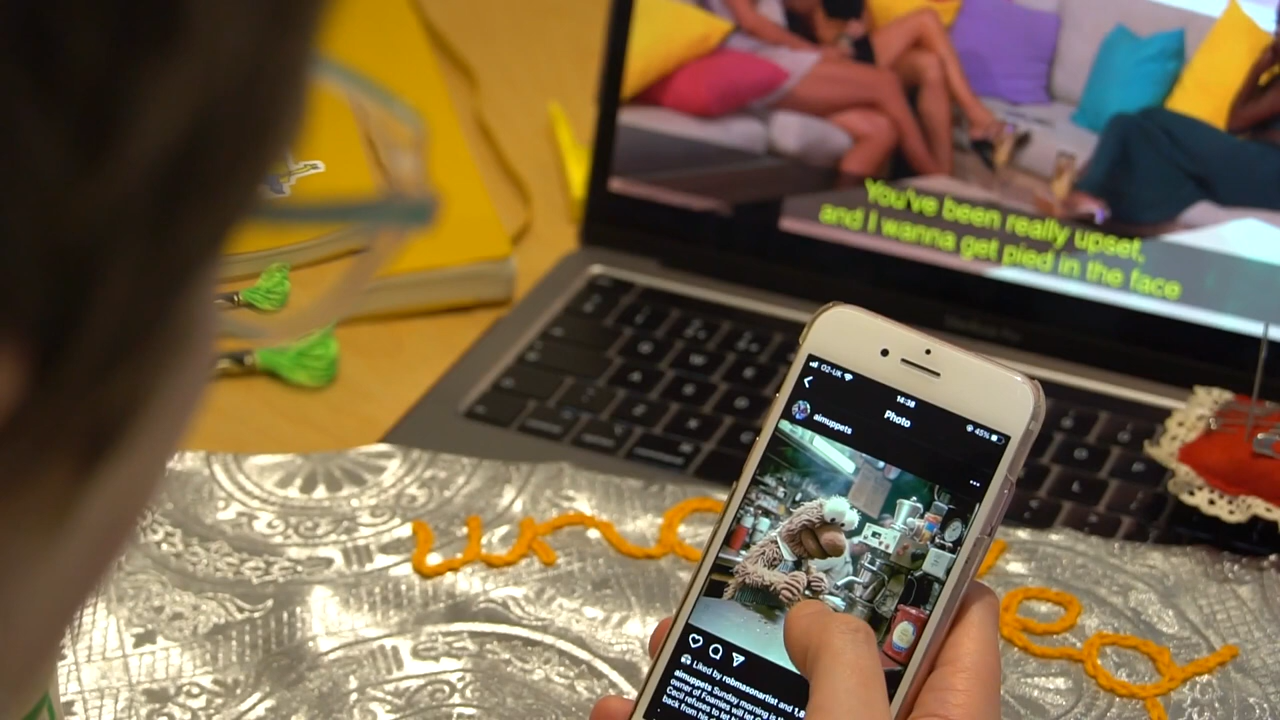 You've been really upset,
and I wanna get pied in the face
O2-UK
14:38
45%
Photo
aimuppets
Liked by robmasonartist and 1,8
aimuppets Sunday morning is
owner of Foamies will let
Cecil refuses to let
back from his